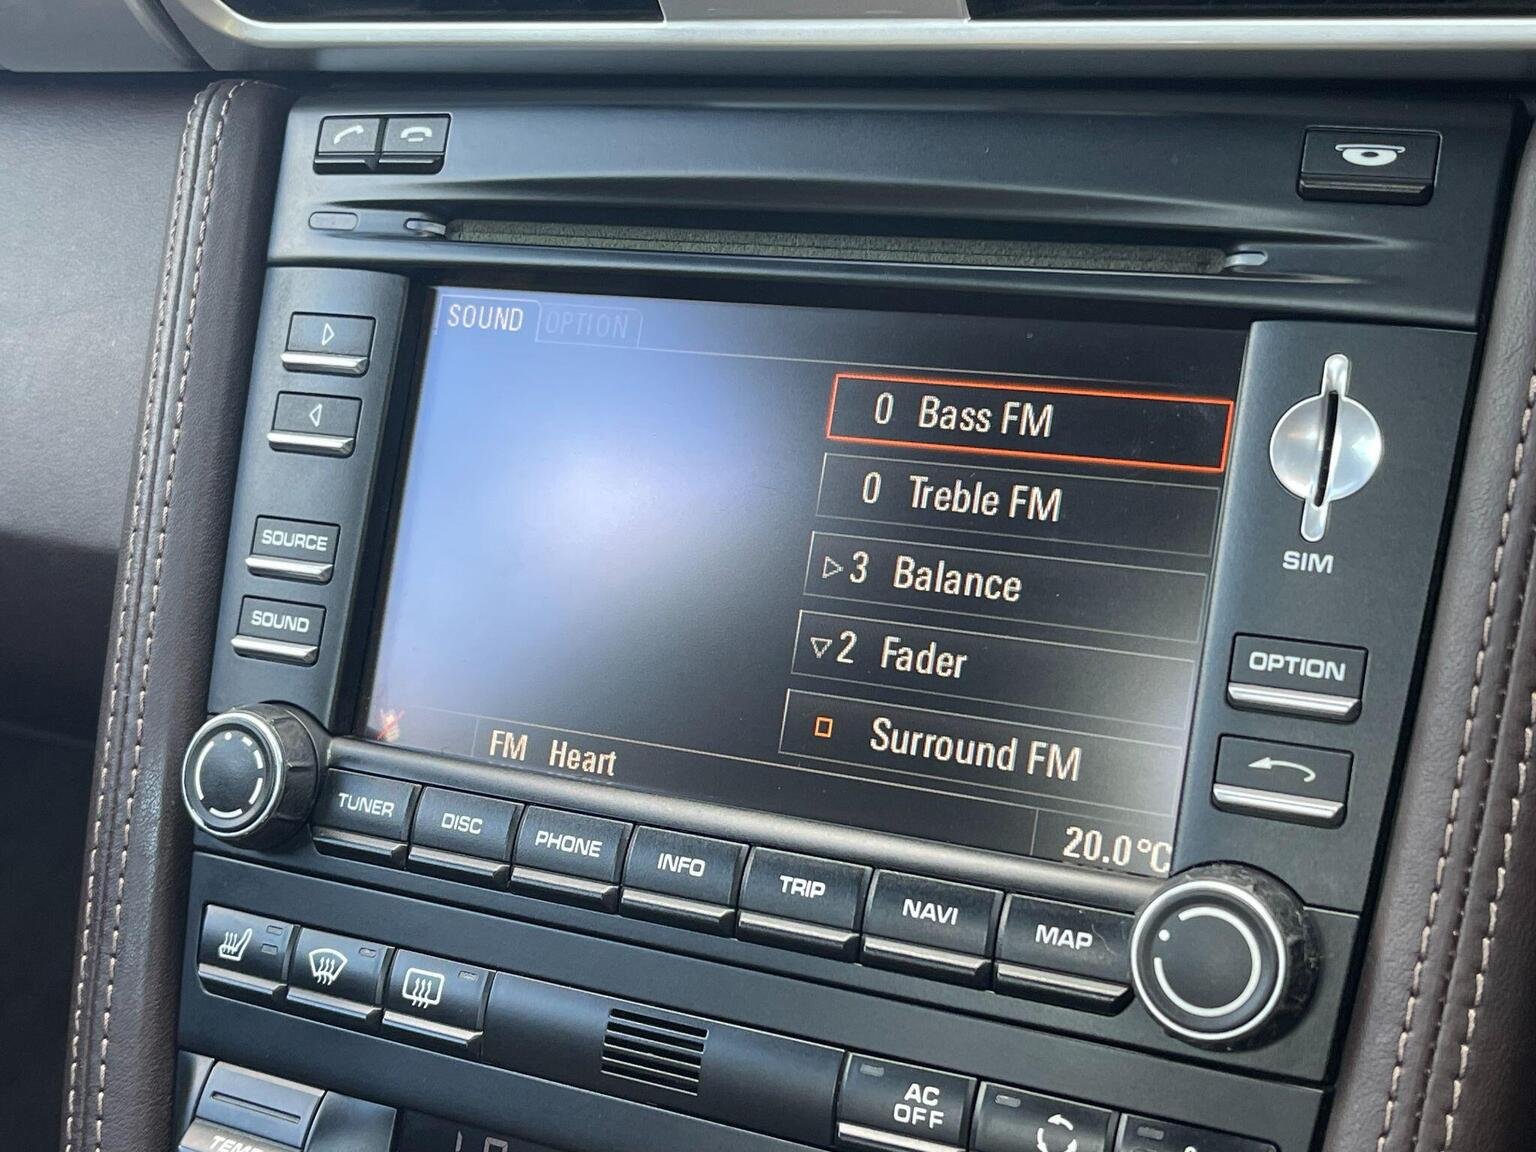 SOUND OPTION
0 Bass FM
0 Treble FM
▷3 Balance
▽2 Fader
Surround FM
FM Heart
20.0°C
SOURCE
SOUND
SIM
OPTION
TUNER DISC PHONE INFO TRIP NAVI MAP
AC
OFF